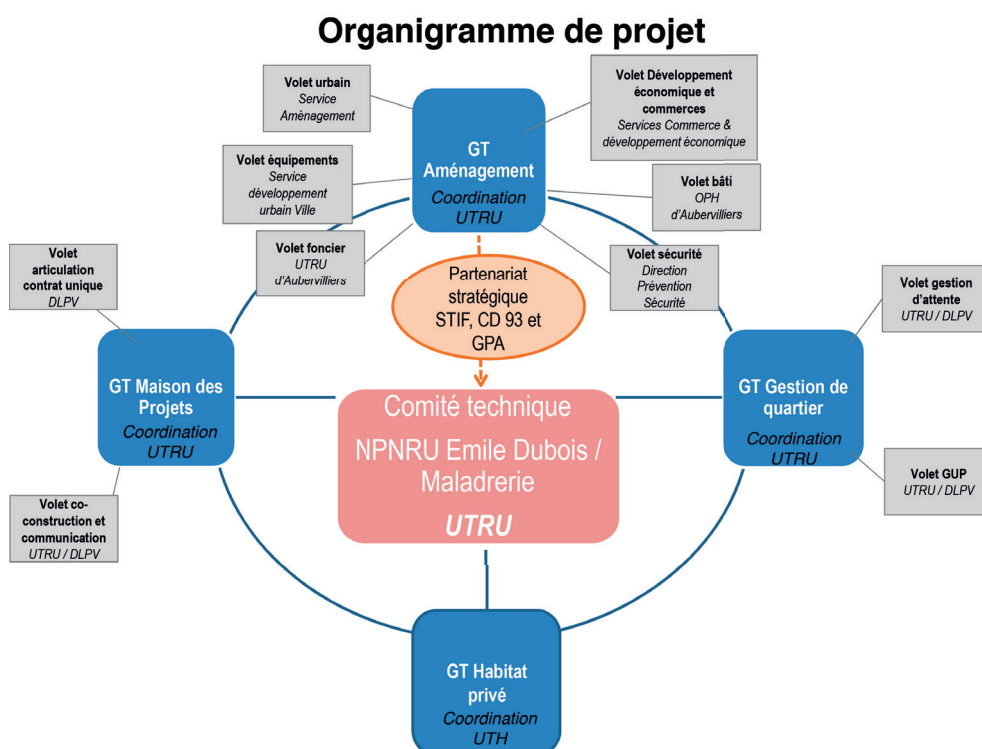 Organigramme de projet
Volet urbain
Service
Aménagement
Volet Développement
économique et
commerces
Services Commerce &
développement économique
GT
Aménagement
Coordination
UTRU
Volet équipements
Service
développement
urbain Ville
Volet bâti
OPH
d'Aubervilliers
Volet foncier
UTRU
d'Aubervilliers
Volet sécurité
Direction
Prévention
Sécurité
Volet
articulation
contrat unique
DLPV
Partenariat
stratégique
STIF, CD 93 et
GPA
Volet gestion
d'attente
UTRU / DLPV
GT Maison des
Projets
Coordination
UTRU
Comité technique
NPNRU Emile Dubois /
Maladrerie
UTRU
GT Gestion de
quartier
Coordination
UTRU
Volet co-
construction et
communication
UTRU / DLPV
Volet GUP
UTRU / DLPV
GT Habitat
privé
Coordination
UTH